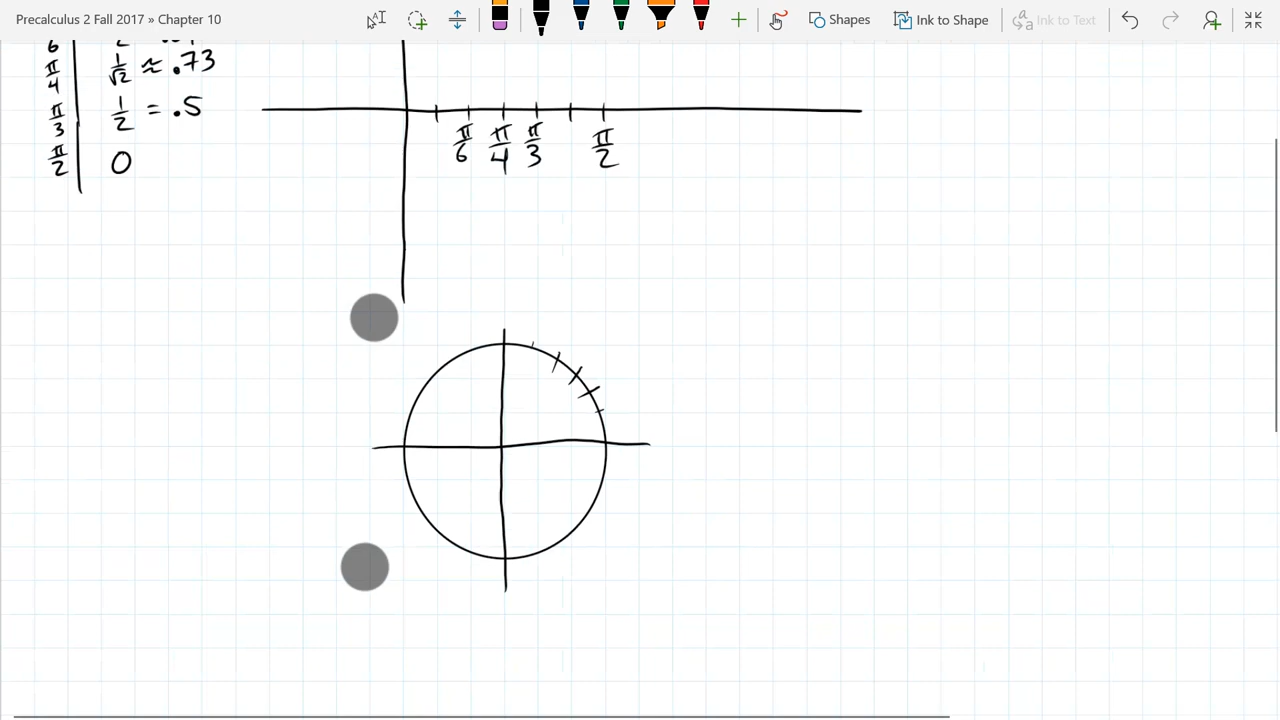 Precalculus 2 Fall 2017 » Chapter 10
Shapes
Ink to Shape
Ink to Text
6
π/4 | 1/√2 ≈ .73
π/3 | 1/2 = .5
π/2 | 0
π/6 π/4 π/3 π/2